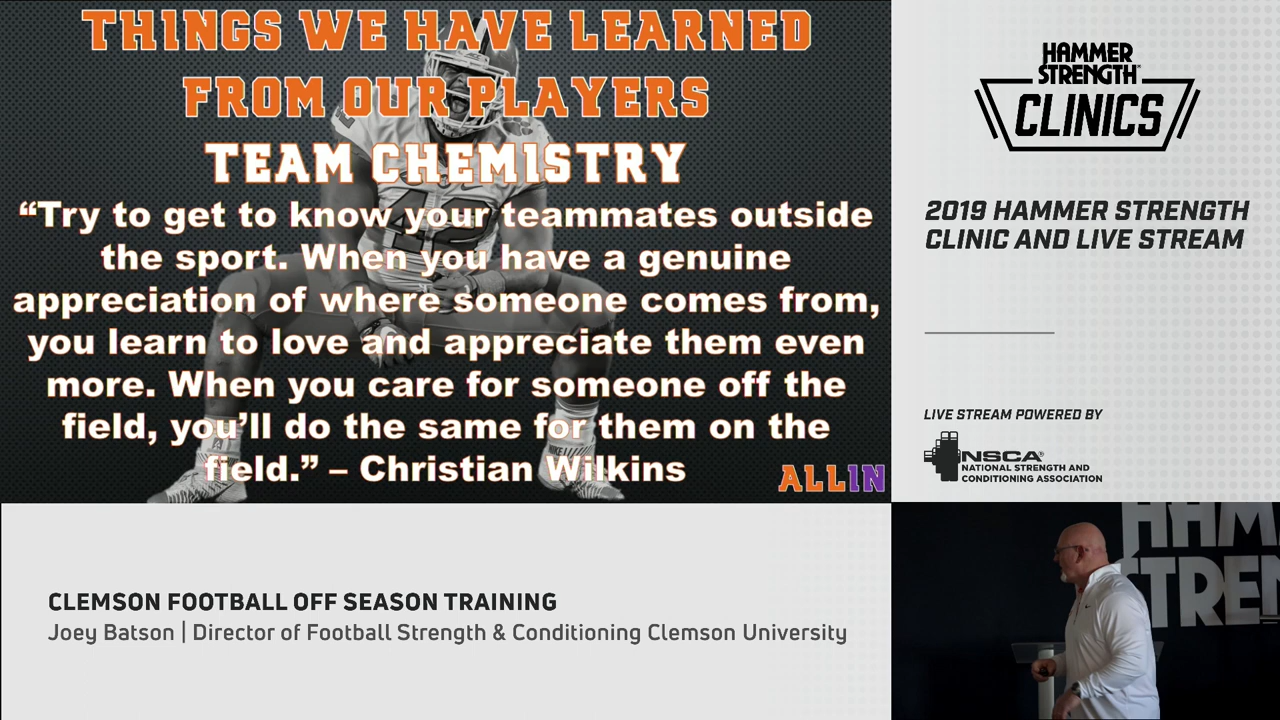 THINGS WE HAVE LEARNED
FROM OUR PLAYERS
TEAM CHEMISTRY
“Try to get to know your teammates outside
the sport. When you have a genuine
appreciation of where someone comes from,
you learn to love and appreciate them even
more. When you care for someone off the
field, you’ll do the same for them on the
field.” – Christian Wilkins
ALL IN
42
HAMMER
STRENGTH®
CLINICS
2019 HAMMER STRENGTH
CLINIC AND LIVE STREAM
LIVE STREAM POWERED BY
NSCA®
NATIONAL STRENGTH AND
CONDITIONING ASSOCIATION
CLEMSON FOOTBALL OFF SEASON TRAINING
Joey Batson | Director of Football Strength & Conditioning Clemson University